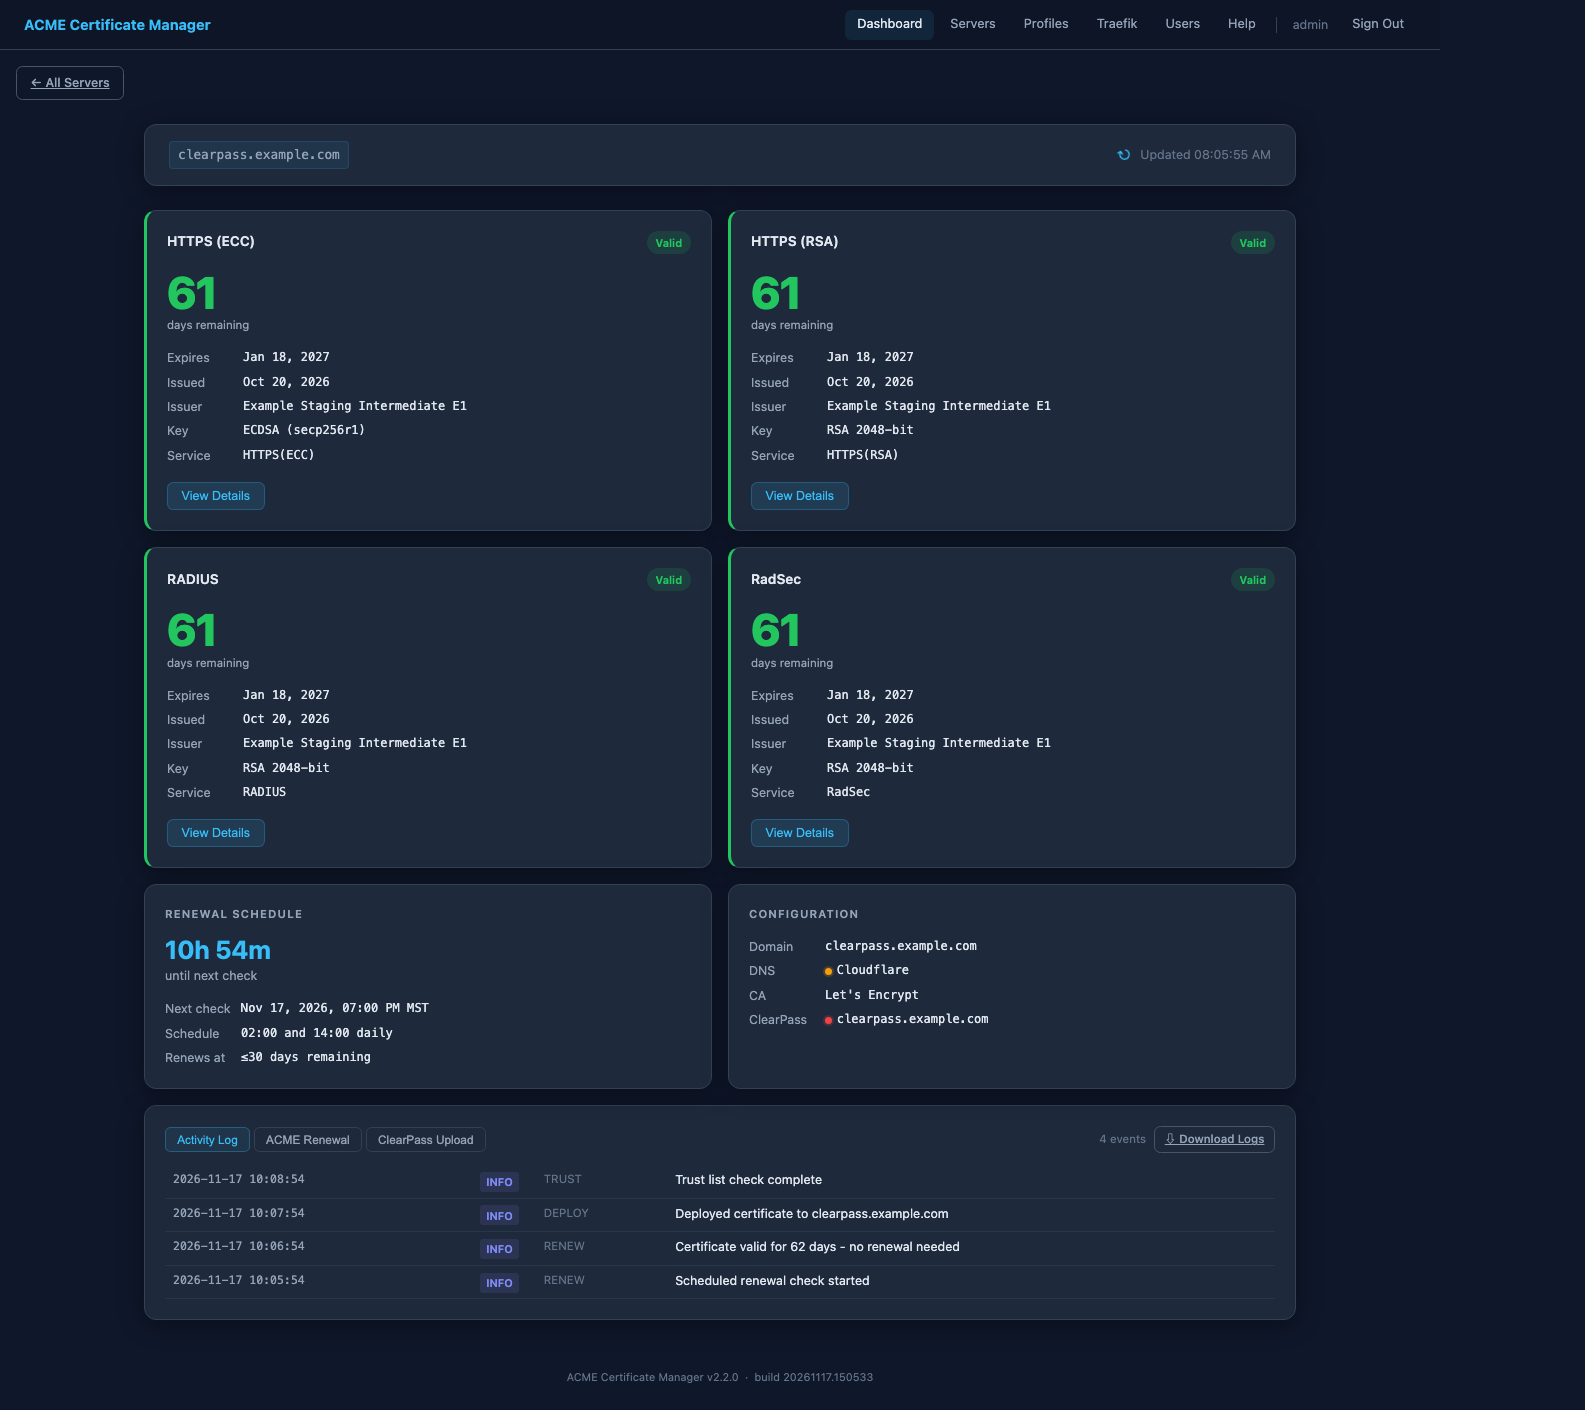 ACME Certificate Manager
Dashboard Servers Profiles Traefik Users Help admin Sign Out
← All Servers
clearpass.example.com
Updated 08:05:55 AM
HTTPS (ECC)
Valid
61
days remaining
Expires Jan 18, 2027
Issued Oct 20, 2026
Issuer Example Staging Intermediate E1
Key ECDSA (secp256r1)
Service HTTPS(ECC)
View Details
HTTPS (RSA)
Valid
61
days remaining
Expires Jan 18, 2027
Issued Oct 20, 2026
Issuer Example Staging Intermediate E1
Key RSA 2048-bit
Service HTTPS(RSA)
View Details
RADIUS
Valid
61
days remaining
Expires Jan 18, 2027
Issued Oct 20, 2026
Issuer Example Staging Intermediate E1
Key RSA 2048-bit
Service RADIUS
View Details
RadSec
Valid
61
days remaining
Expires Jan 18, 2027
Issued Oct 20, 2026
Issuer Example Staging Intermediate E1
Key RSA 2048-bit
Service RadSec
View Details
RENEWAL SCHEDULE
10h 54m
until next check
Next check Nov 17, 2026, 07:00 PM MST
Schedule 02:00 and 14:00 daily
Renews at ≤30 days remaining
CONFIGURATION
Domain clearpass.example.com
DNS Cloudflare
CA Let's Encrypt
ClearPass clearpass.example.com
Activity Log ACME Renewal ClearPass Upload
4 events ⇩ Download Logs
2026-11-17 10:08:54 INFO TRUST Trust list check complete
2026-11-17 10:07:54 INFO DEPLOY Deployed certificate to clearpass.example.com
2026-11-17 10:06:54 INFO RENEW Certificate valid for 62 days - no renewal needed
2026-11-17 10:05:54 INFO RENEW Scheduled renewal check started
ACME Certificate Manager v2.2.0 · build 20261117.150533